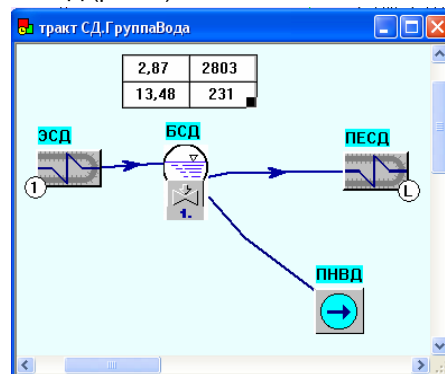 тракт СД.ГруппаВода
2,87 2803
13,48 231
ЭСД БСД ПЕСД
1 L
1.
ПНВД